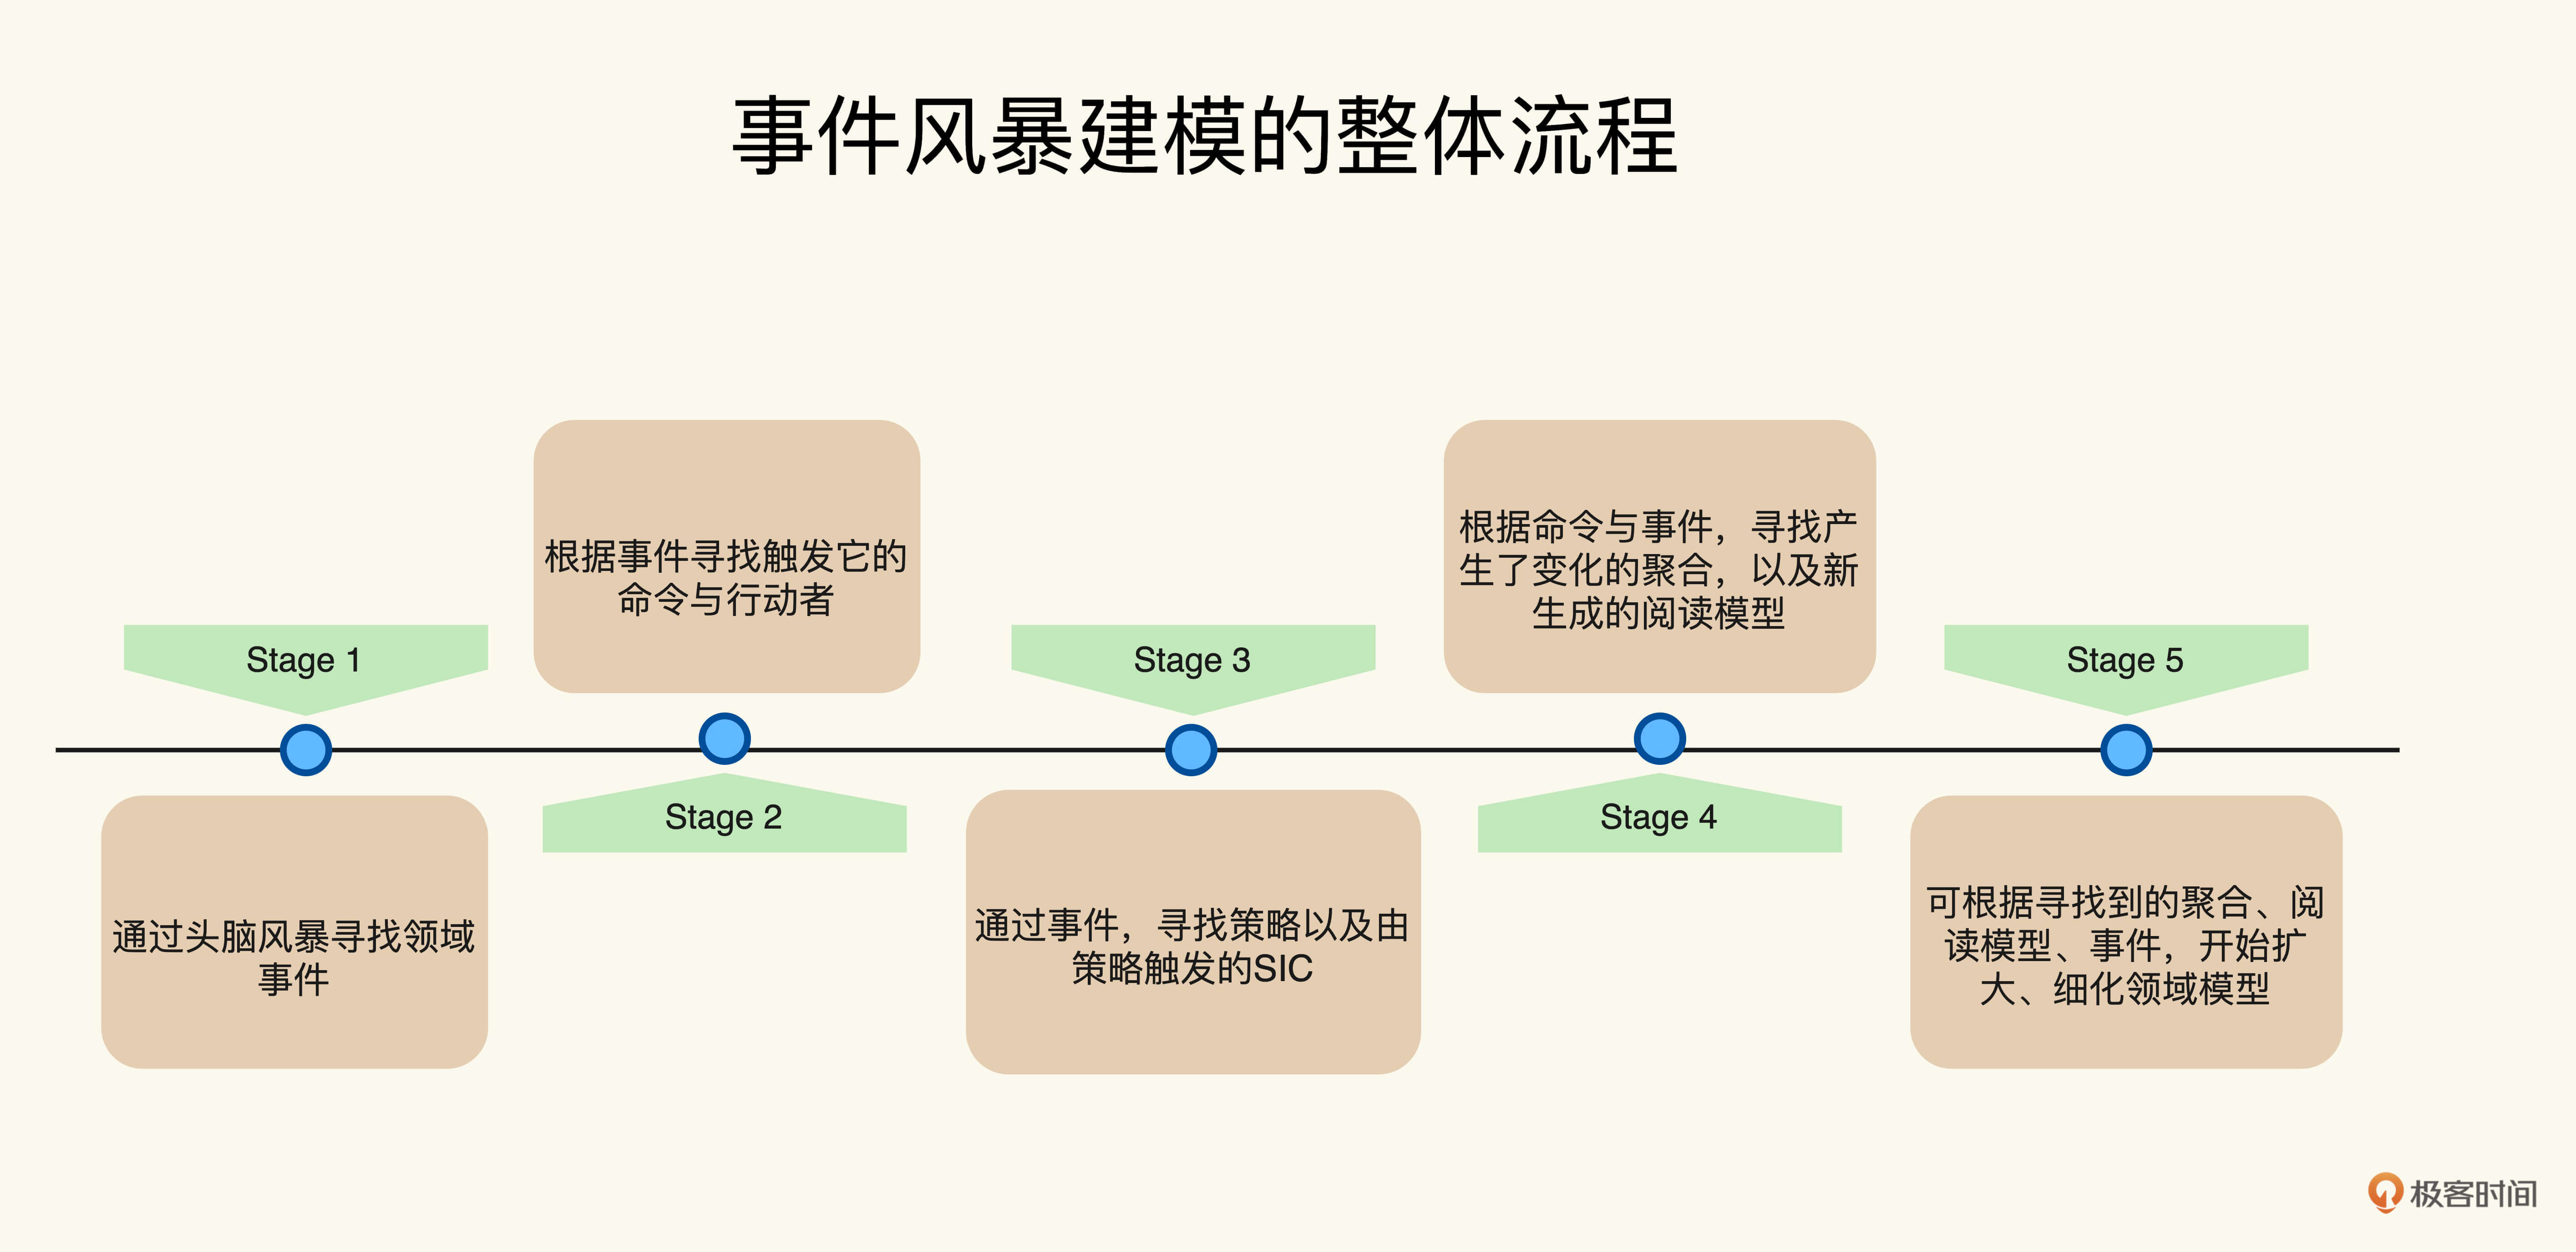 事件风暴建模的整体流程
Stage 1
通过头脑风暴寻找领域
事件
根据事件寻找触发它的
命令与行动者
Stage 2
Stage 3
通过事件，寻找策略以及由
策略触发的SIC
根据命令与事件，寻找产
生了变化的聚合，以及新
生成的阅读模型
Stage 4
Stage 5
可根据寻找到的聚合、阅
读模型、事件，开始扩
大、细化领域模型
极客时间